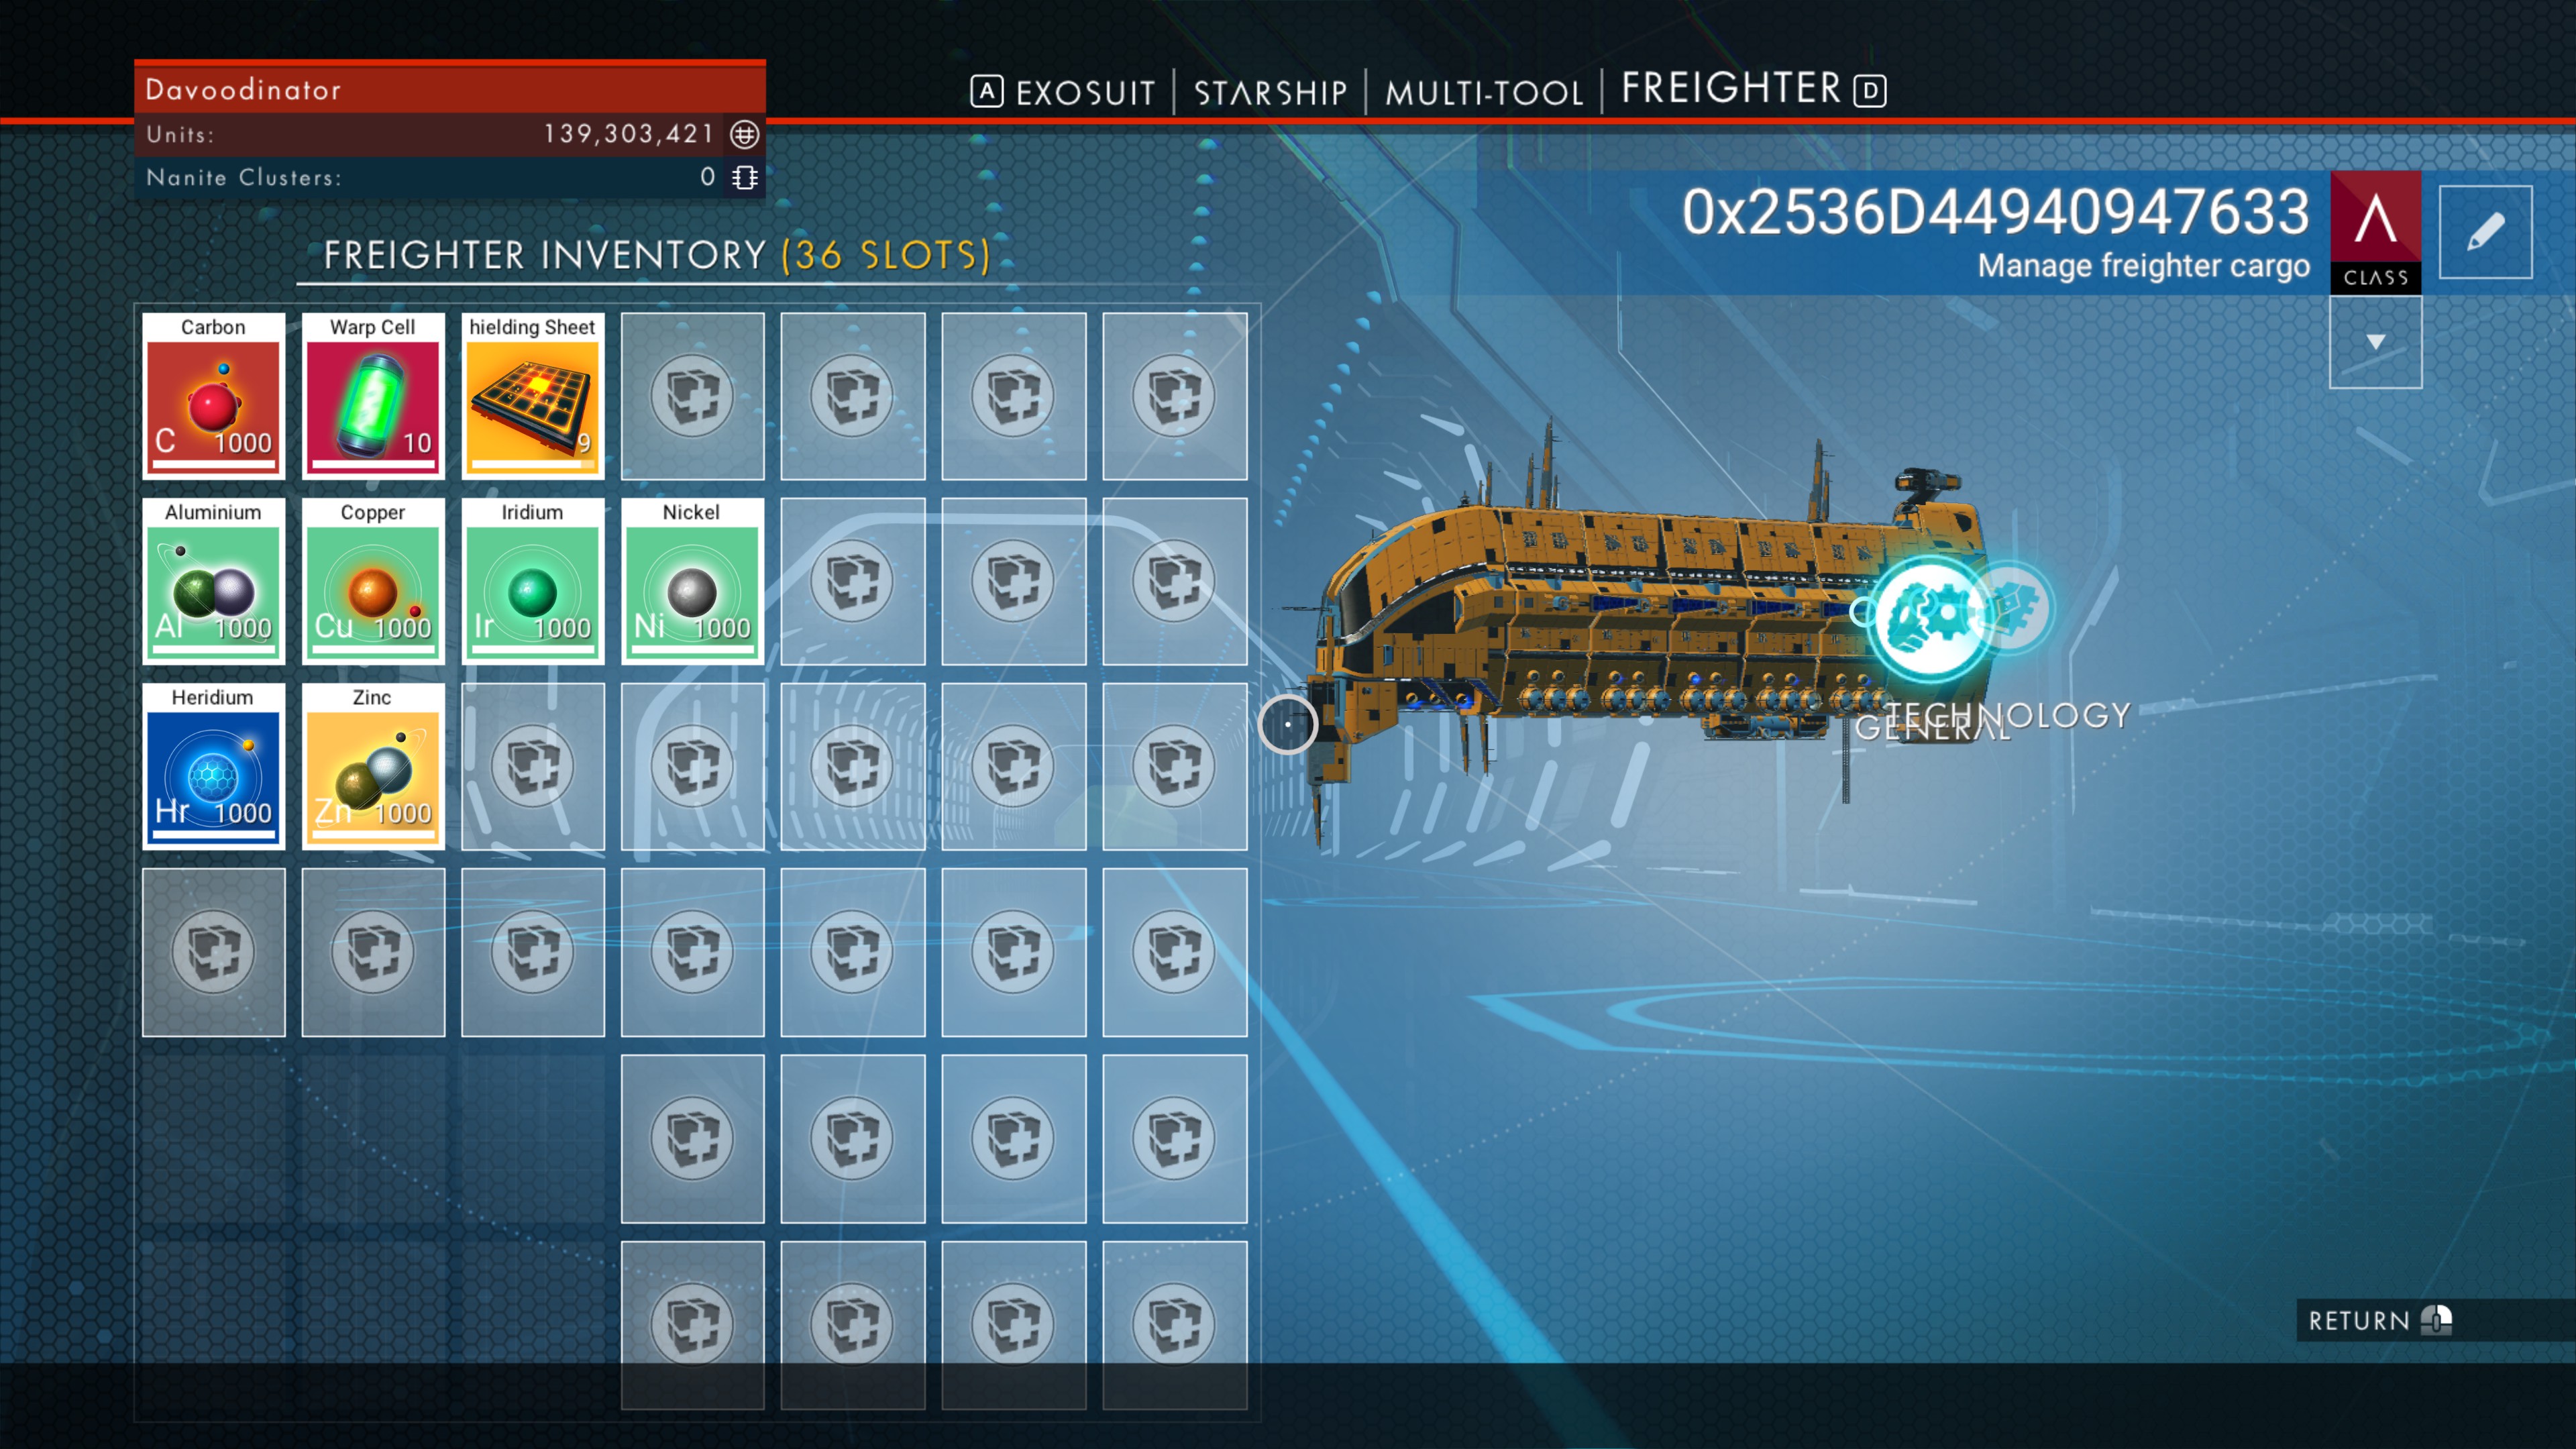 Davoodinator
Units: 139,303,421
Nanite Clusters: 0
A EXOSUIT STARSHIP MULTI-TOOL FREIGHTER D
0x2536D44940947633
Manage freighter cargo
CLASS
FREIGHTER INVENTORY (36 SLOTS)
Carbon Warp Cell hielding Sheet
C 1000 10 9
Aluminium Copper Iridium Nickel
Al 1000 Cu 1000 Ir 1000 Ni 1000
Heridium Zinc
Hr 1000 Zn 1000
TECHNOLOGY
GENERAL
RETURN